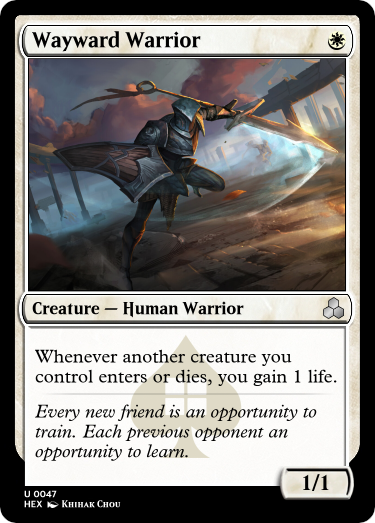 Wayward Warrior
Creature — Human Warrior
Whenever another creature you
control enters or dies, you gain 1 life.
Every new friend is an opportunity to
train. Each previous opponent an
opportunity to learn.
1/1
U 0047
HEX Khihak Chou